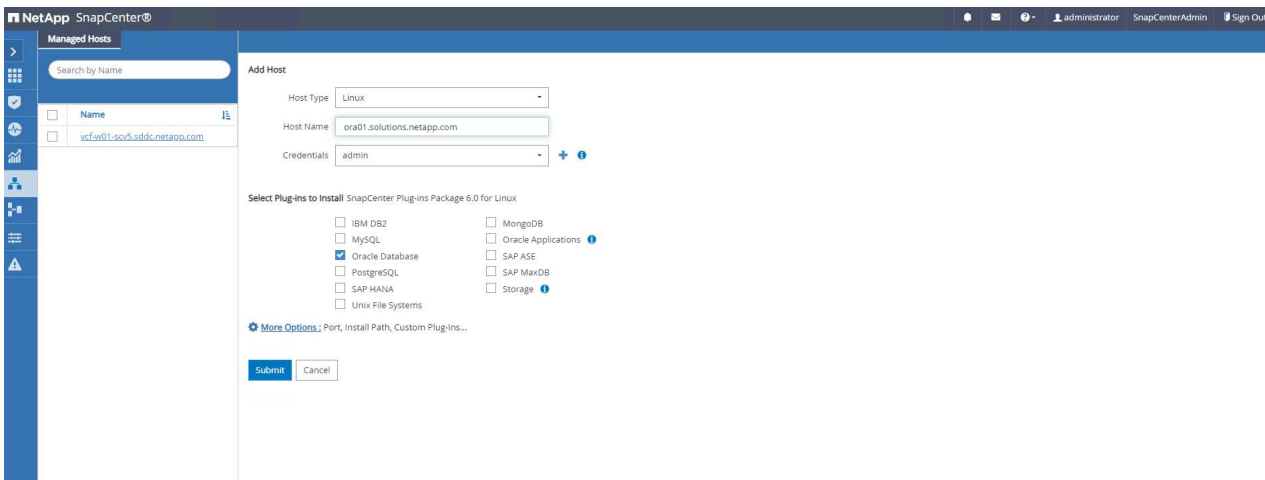 NetApp SnapCenter®
administrator SnapCenterAdmin Sign Out
Managed Hosts
Search by Name
Name
vcf-w01-scv5.sddc.netapp.com
Add Host
Host Type Linux
Host Name ora01.solutions.netapp.com
Credentials admin
Select Plug-ins to Install SnapCenter Plug-ins Package 6.0 for Linux
IBM DB2 MongoDB
MySQL Oracle Applications
Oracle Database SAP ASE
PostgreSQL SAP MaxDB
SAP HANA Storage
Unix File Systems
More Options : Port, Install Path, Custom Plug-Ins...
Submit Cancel